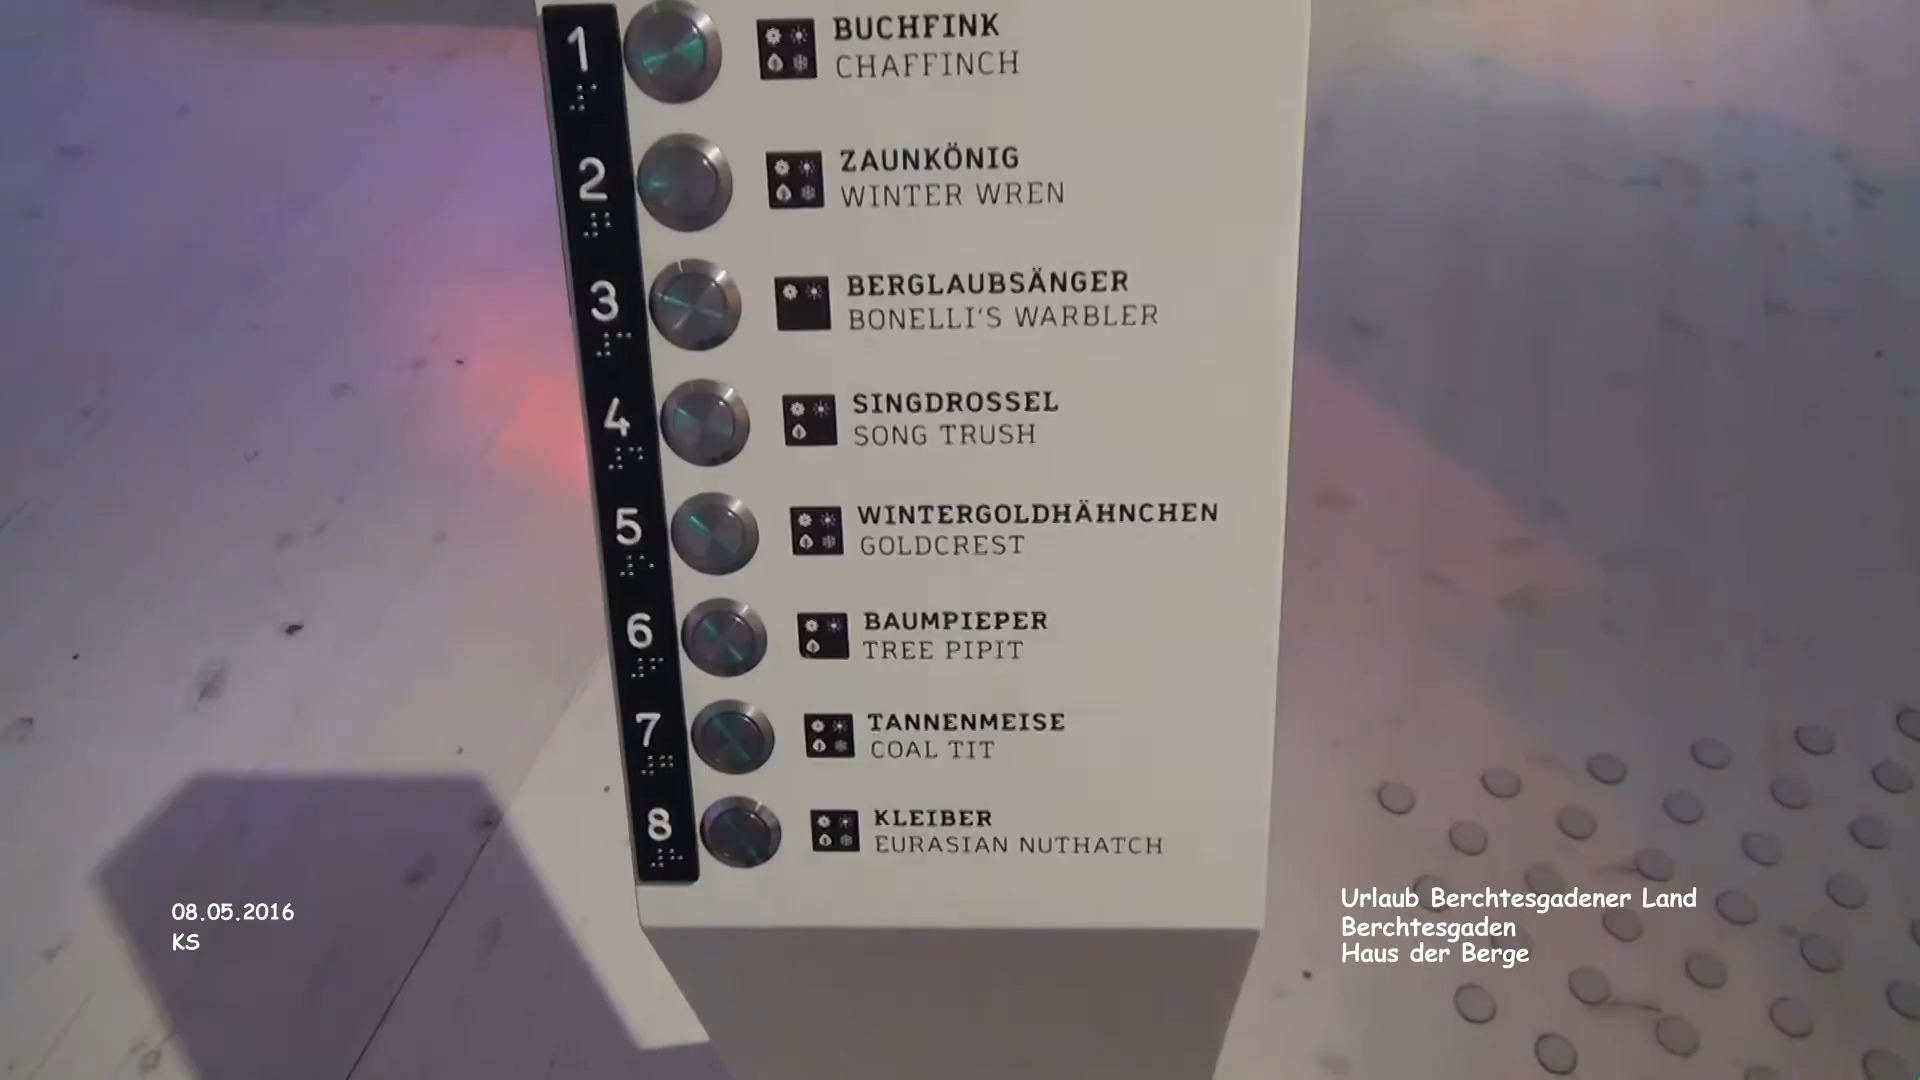 1
BUCHFINK
CHAFFINCH
2
ZAUNKÖNIG
WINTER WREN
3
BERGLAUBSÄNGER
BONELLI'S WARBLER
4
SINGDROSSEL
SONG TRUSH
5
WINTERGOLDHÄHNCHEN
GOLDCREST
6
BAUMPIEPER
TREE PIPIT
7
TANNENMEISE
COAL TIT
8
KLEIBER
EURASIAN NUTHATCH
08.05.2016
KS
Urlaub Berchtesgadener Land
Berchtesgaden
Haus der Berge